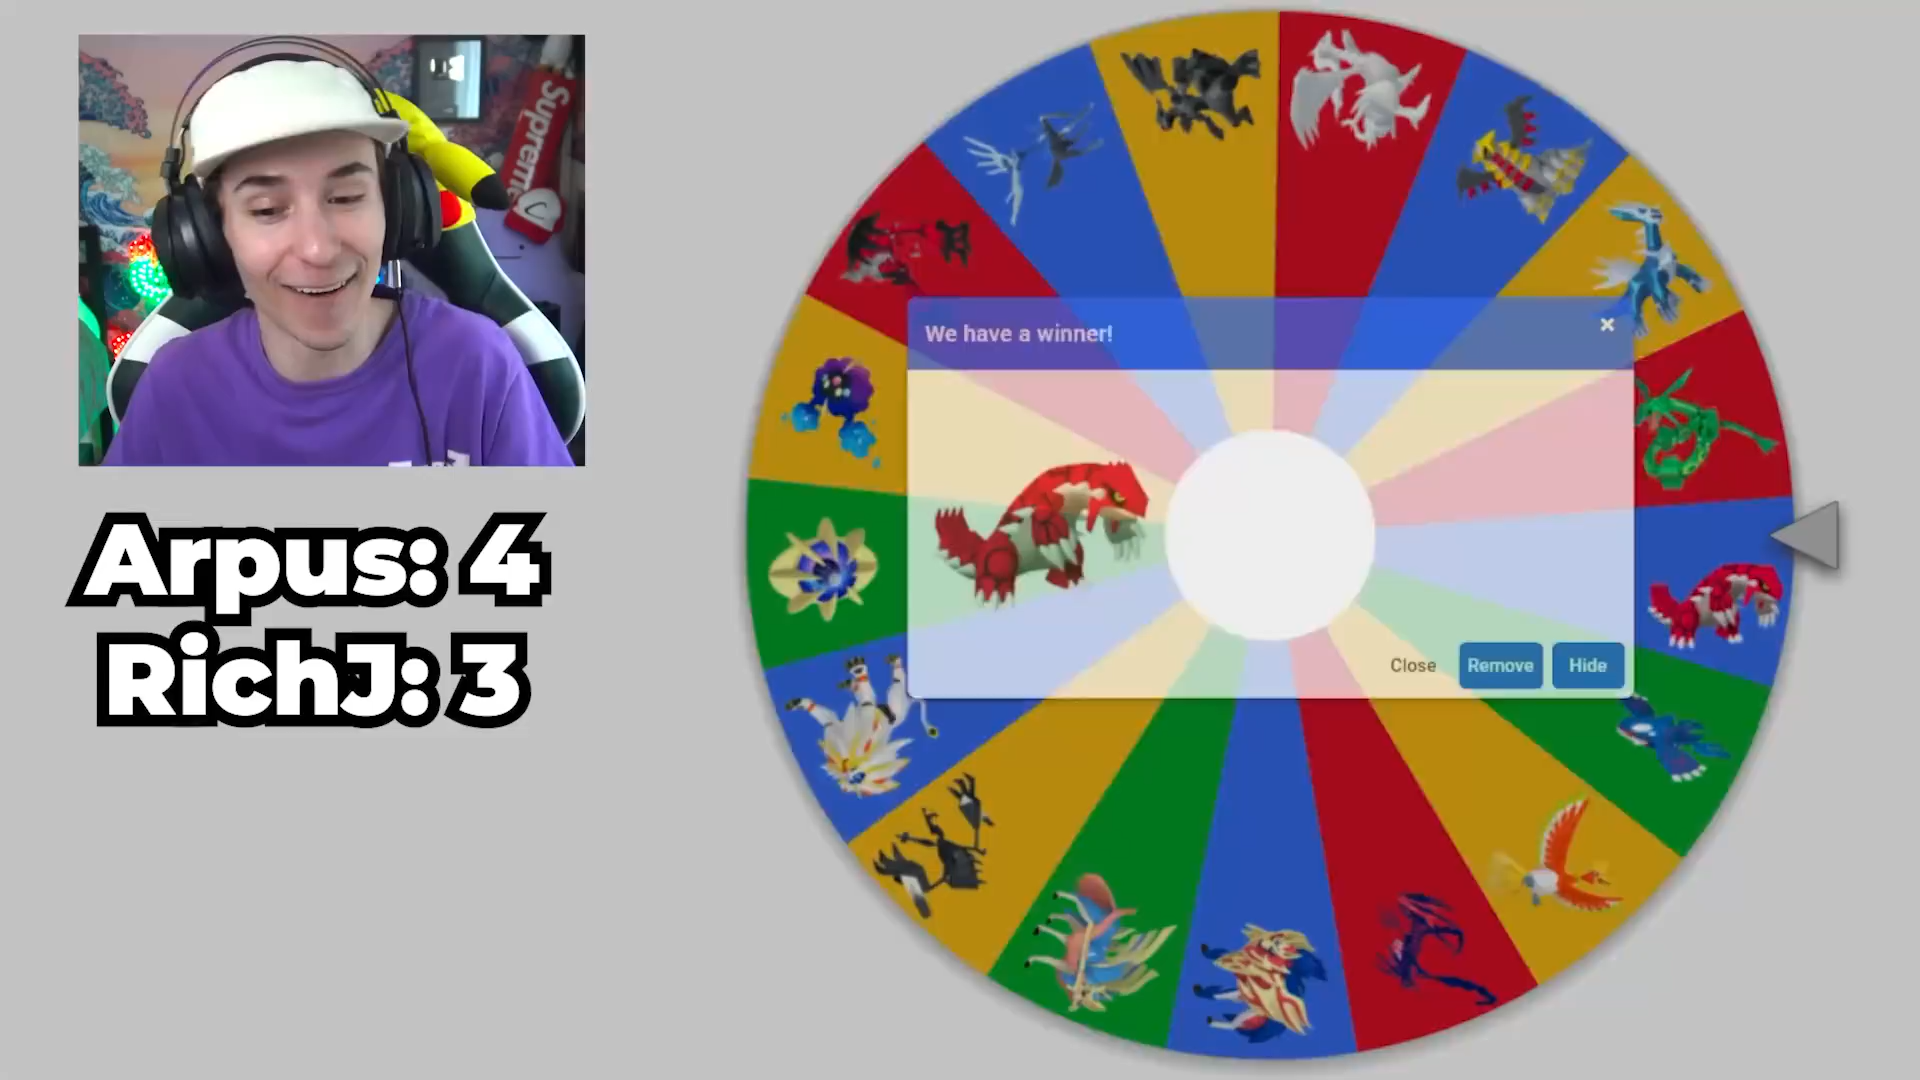 Supreme
We have a winner!
Arpus: 4
RichJ: 3
Close
Remove
Hide